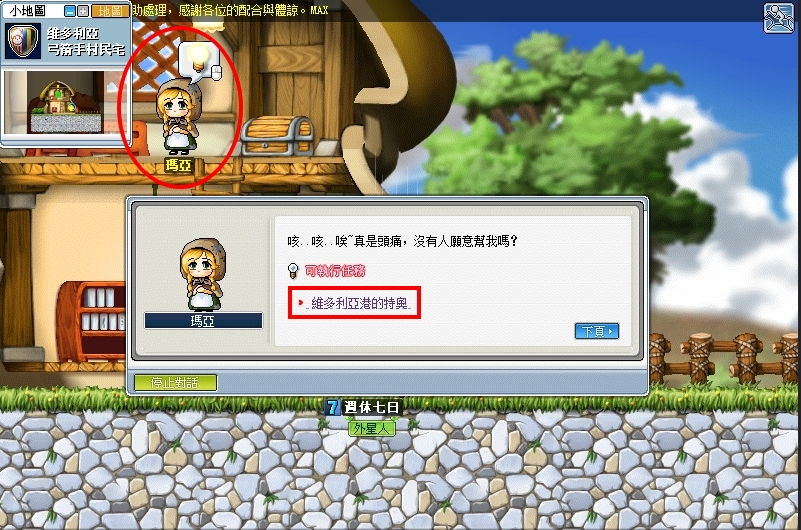 小地圖 - + 地圖
助處理，感謝各位的配合與體諒。MAX
維多利亞
弓箭手村民宅
瑪亞
咳..咳..唉~真是頭痛，沒有人願意幫我嗎?
可執行任務
維多利亞港的特奧
瑪亞
下頁
停止對話
7 週休七日
外星人